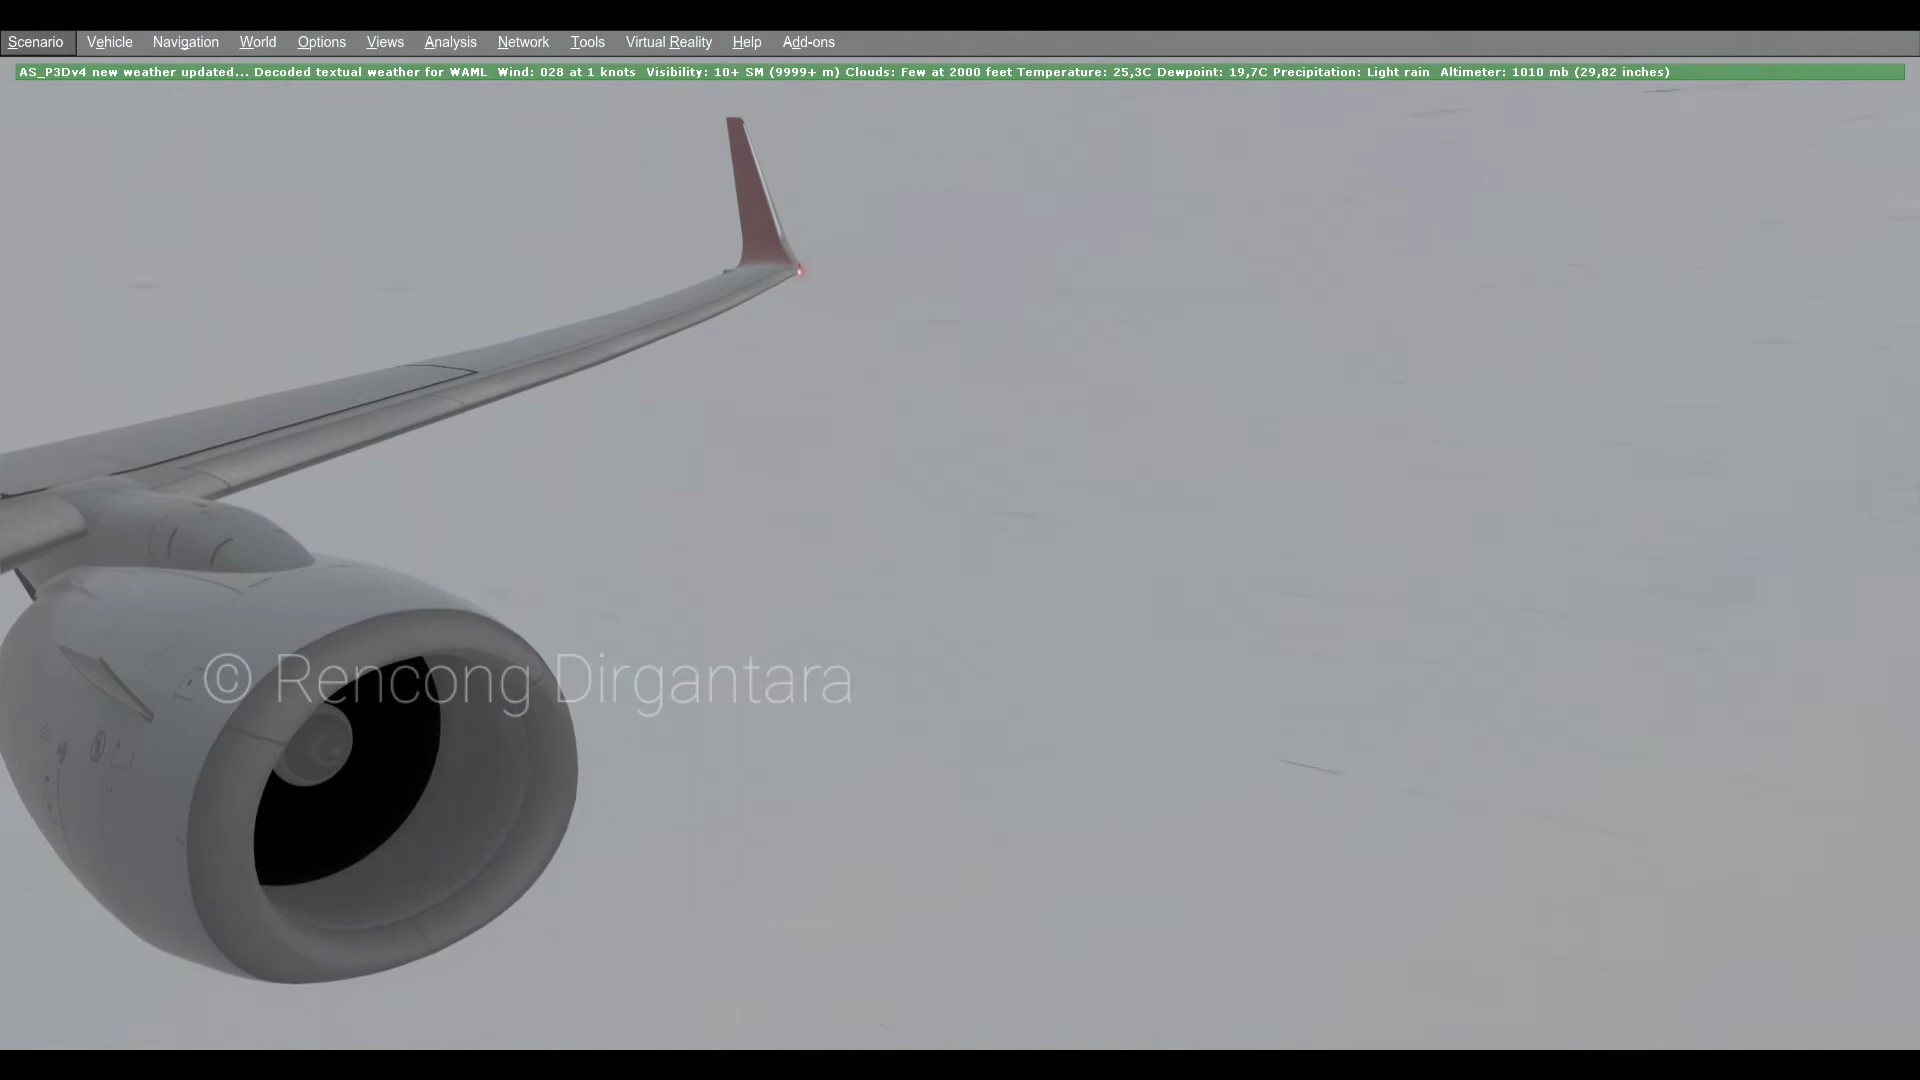 Scenario Vehicle Navigation World Options Views Analysis Network Tools Virtual Reality Help Add-ons
AS_P3Dv4 new weather updated... Decoded textual weather for WAML  Wind: 028 at 1 knots  Visibility: 10+ SM (9999+ m) Clouds: Few at 2000 feet Temperature: 25,3C Dewpoint: 19,7C Precipitation: Light rain  Altimeter: 1010 mb (29,82 inches)
© Rencong Dirgantara